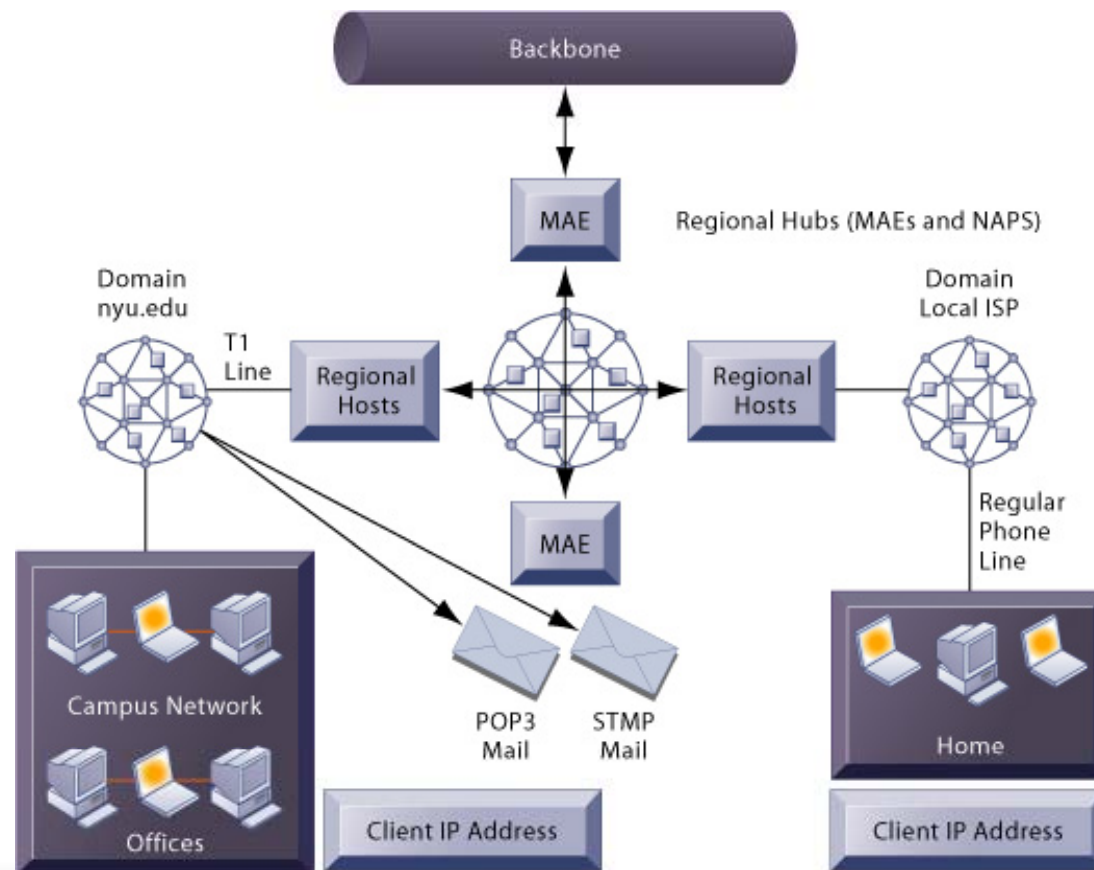 Backbone
MAE
Regional Hubs (MAEs and NAPS)
Domain
nyu.edu
Domain
Local ISP
T1
Line
Regional
Hosts
Regional
Hosts
MAE
Regular
Phone
Line
Campus Network
POP3
Mail
STMP
Mail
Home
Offices
Client IP Address
Client IP Address